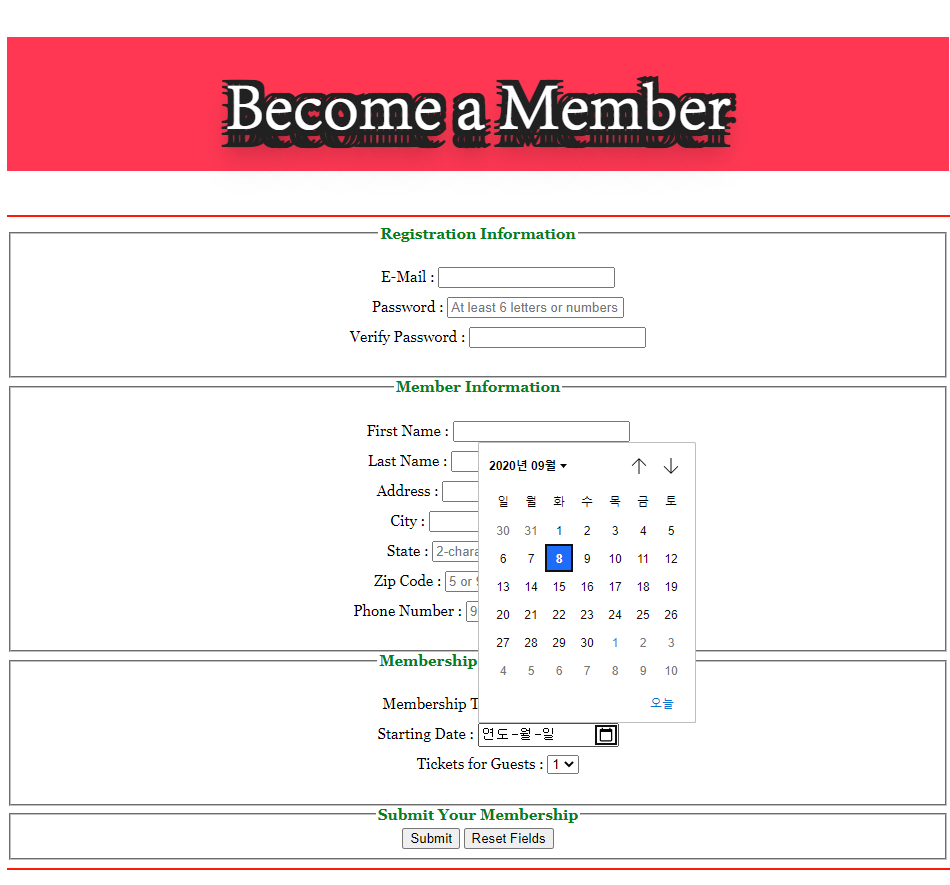 Become a Member
Registration Information
E-Mail :
Password : At least 6 letters or numbers
Verify Password :
Member Information
First Name :
Last Name :
Address :
City :
State : 2-chara
Zip Code : 5 or 9
Phone Number : 9
2020년 09월
일 월 화 수 목 금 토
30 31 1 2 3 4 5
6 7 8 9 10 11 12
13 14 15 16 17 18 19
20 21 22 23 24 25 26
27 28 29 30 1 2 3
4 5 6 7 8 9 10
오늘
Membership
Membership T
Starting Date : 연도-월-일
Tickets for Guests : 1
Submit Your Membership
Submit Reset Fields